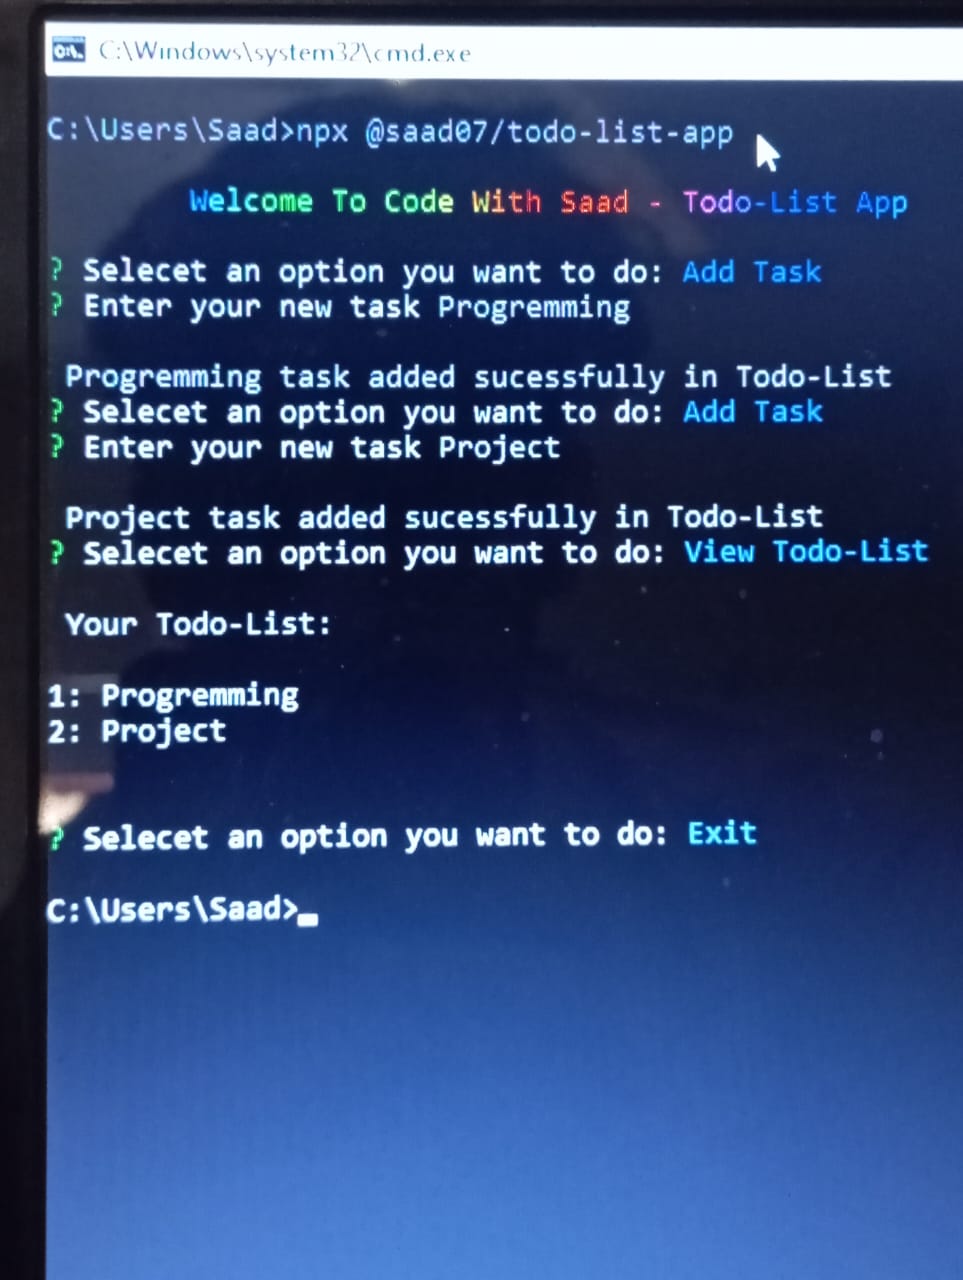 C:\Windows\system32\cmd.exe
C:\Users\Saad>npx @saad07/todo-list-app
Welcome To Code With Saad - Todo-List App
? Selecet an option you want to do: Add Task
? Enter your new task Progremming
Progremming task added sucessfully in Todo-List
? Selecet an option you want to do: Add Task
? Enter your new task Project
Project task added sucessfully in Todo-List
? Selecet an option you want to do: View Todo-List
Your Todo-List:
1: Progremming
2: Project
? Selecet an option you want to do: Exit
C:\Users\Saad>